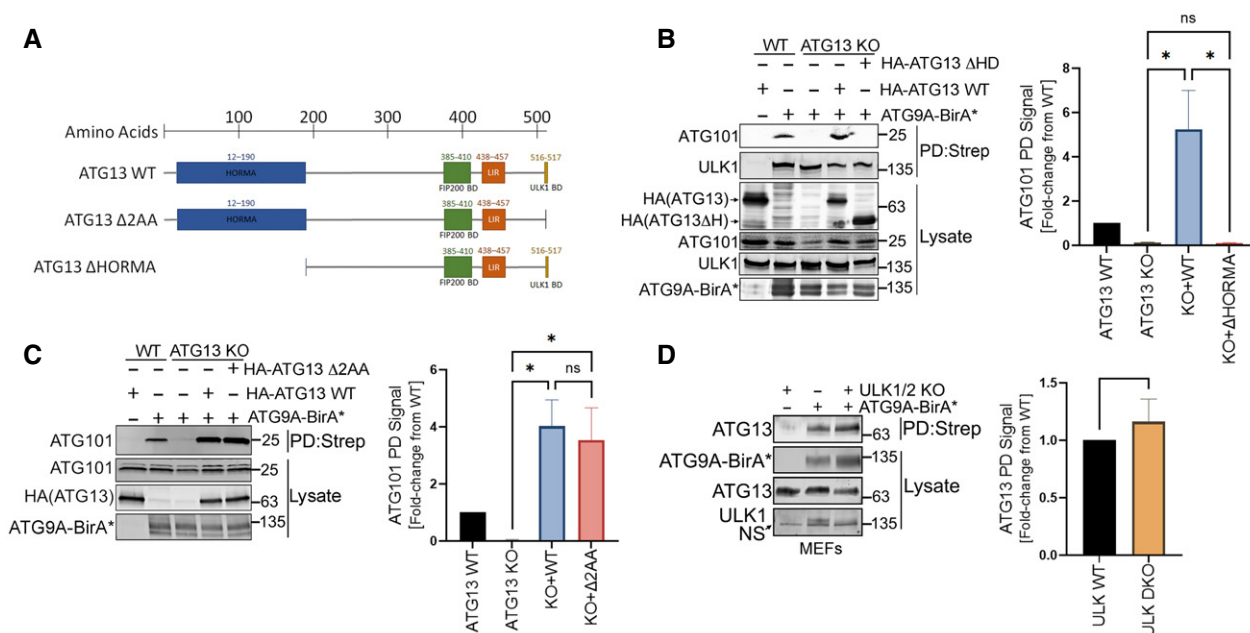 A
100 200 300 400 500
Amino Acids
12–190 385-410 438–457 516-517
ATG13 WT HORMA LIR
FIP200 BD ULK1 BD
12–190 385-410 438–457
ATG13 Δ2AA HORMA LIR
FIP200 BD
385-410 438–457 516-517
ATG13 ΔHORMA LIR
FIP200 BD ULK1 BD
B
WT ATG13 KO
– – – – + HA-ATG13 ΔHD
+ – – + – HA-ATG13 WT
– + + + + ATG9A-BirA*
ATG101 25
ULK1 135
PD:Strep
HA(ATG13) 63
HA(ATG13ΔH)
ATG101 25
ULK1 135
ATG9A-BirA* 135
Lysate
ATG101 PD Signal
[Fold-change from WT]
8
6
4
2
0
ns
* *
ATG13 WT
ATG13 KO
KO+WT
KO+ΔHORMA
C
WT ATG13 KO
– – – – + HA-ATG13 Δ2AA
+ – – + – HA-ATG13 WT
– + + + + ATG9A-BirA*
ATG101 25 PD:Strep
ATG101 25
HA(ATG13) 63
ATG9A-BirA* 135
Lysate
ATG101 PD Signal
[Fold-change from WT]
6
4
2
0
*
* ns
ATG13 WT
ATG13 KO
KO+WT
KO+Δ2AA
D
+ – + ULK1/2 KO
– + + ATG9A-BirA*
ATG13 63 PD:Strep
ATG9A-BirA* 135
ATG13 63
ULK1 135
NS
Lysate
MEFs
ATG13 PD Signal
[Fold-change from WT]
1.5
1.0
0.5
0.0
ULK WT
ULK DKO